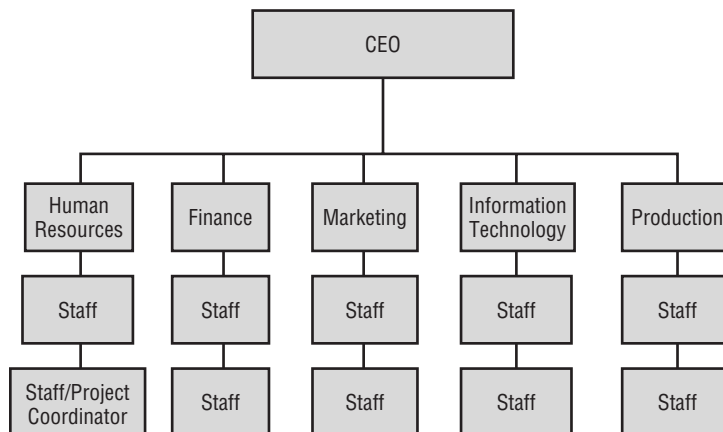 CEO
Human
Resources
Finance
Marketing
Information
Technology
Production
Staff
Staff
Staff
Staff
Staff
Staff/Project
Coordinator
Staff
Staff
Staff
Staff